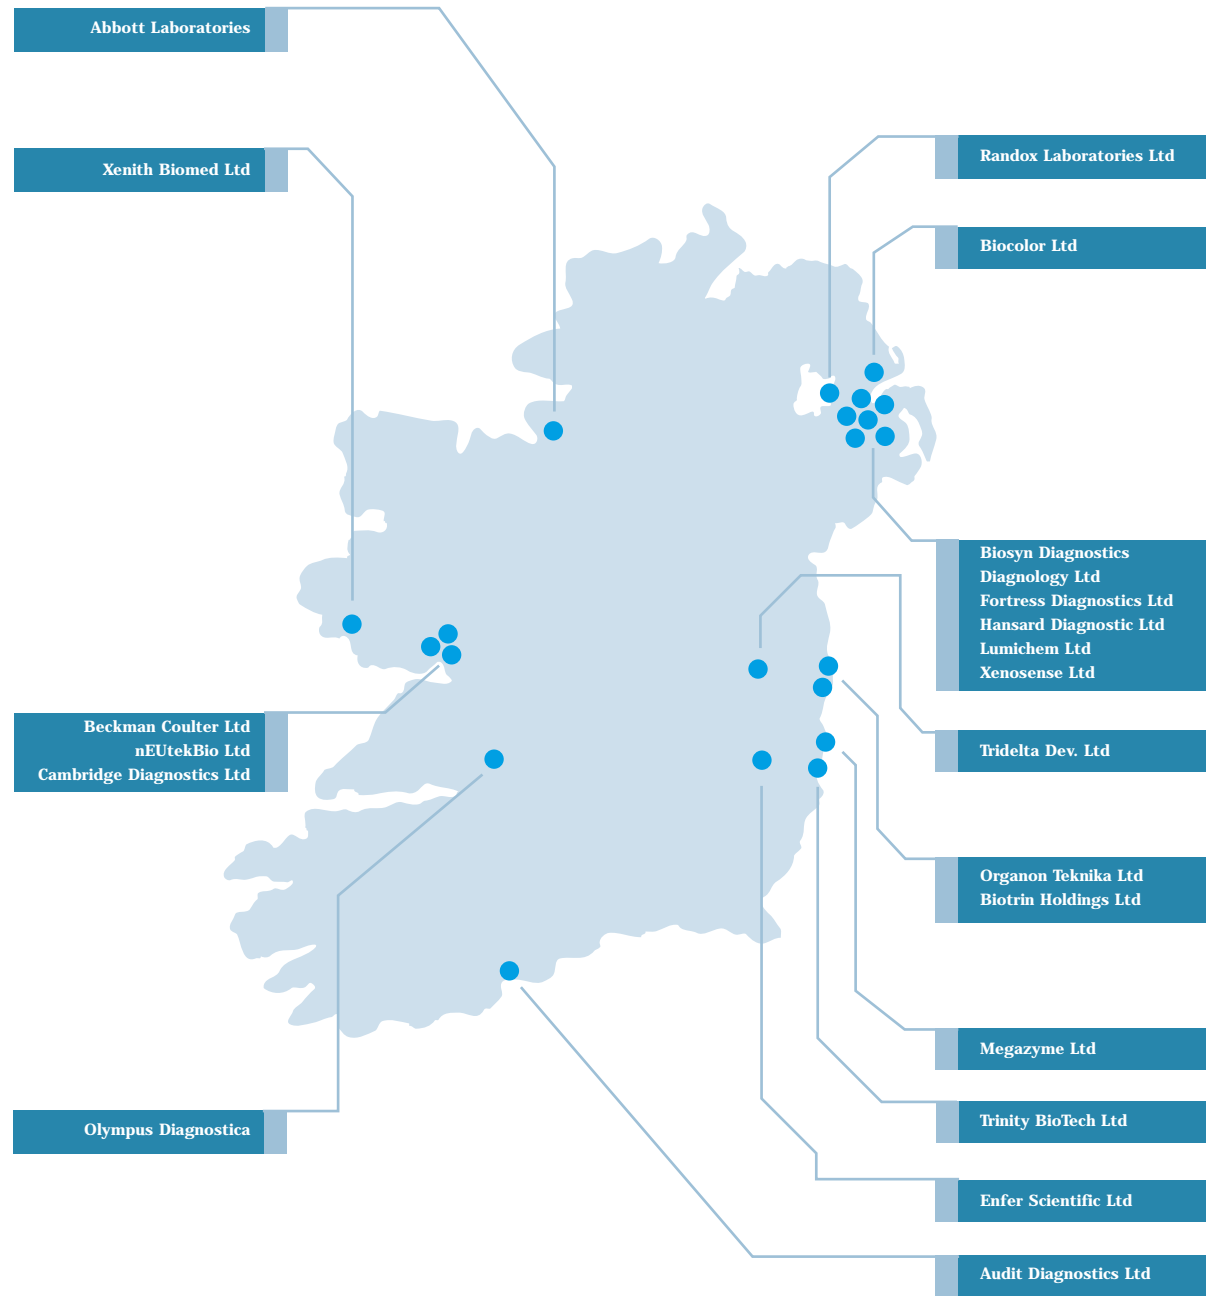 Abbott Laboratories
Xenith Biomed Ltd
Beckman Coulter Ltd
nEUtekBio Ltd
Cambridge Diagnostics Ltd
Olympus Diagnostica
Randox Laboratories Ltd
Biocolor Ltd
Biosyn Diagnostics
Diagnology Ltd
Fortress Diagnostics Ltd
Hansard Diagnostic Ltd
Lumichem Ltd
Xenosense Ltd
Tridelta Dev. Ltd
Organon Teknika Ltd
Biotrin Holdings Ltd
Megazyme Ltd
Trinity BioTech Ltd
Enfer Scientific Ltd
Audit Diagnostics Ltd